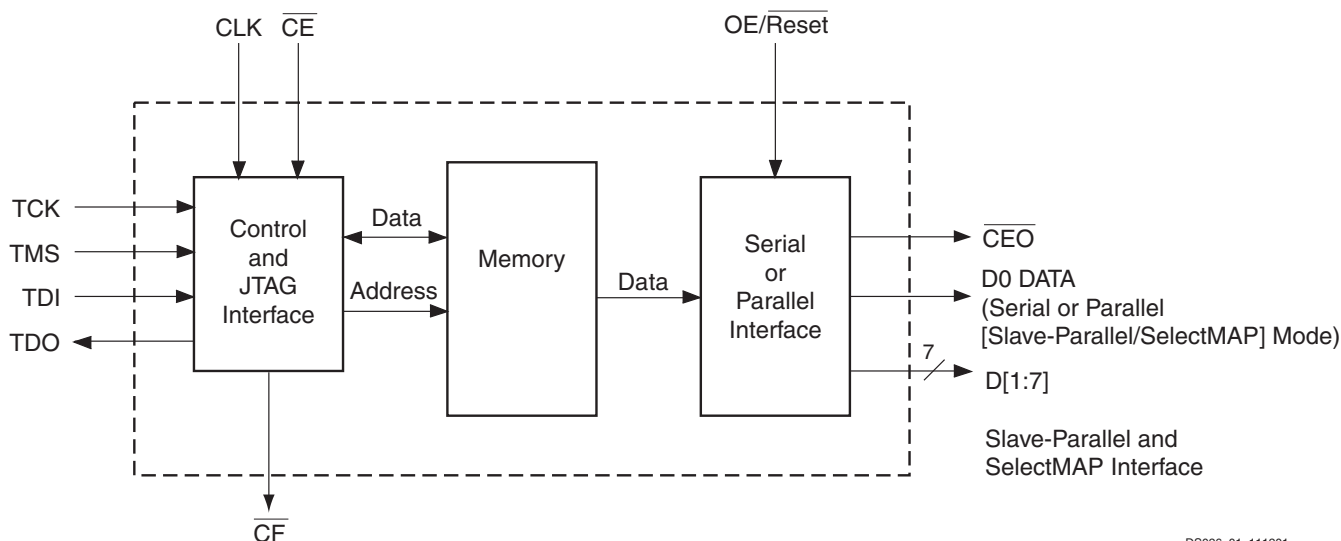 CLK CE OE/Reset
TCK
TMS
TDI
TDO
Control
and
JTAG
Interface
Data
Address
Memory
Data
Serial
or
Parallel
Interface
CEO
D0 DATA
(Serial or Parallel
[Slave-Parallel/SelectMAP] Mode)
7
D[1:7]
Slave-Parallel and
SelectMAP Interface
CF